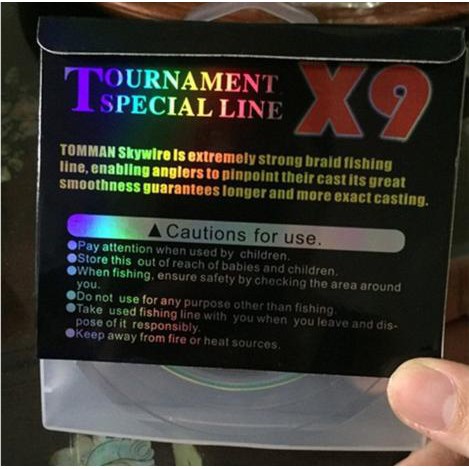 TOURNAMENT
SPECIAL LINE X9
TOMMAN Skywire is extremely strong braid fishing
line, enabling anglers to pinpoint their cast its great
smoothness guarantees longer and more exact casting.
▲Cautions for use.
●Pay attention when used by children.
●Store this out of reach of babies and children.
●When fishing, ensure safety by checking the area around
you.
●Do not use for any purpose other than fishing.
●Take used fishing line with you when you leave and dis-
pose of it responsibly.
●Keep away from fire or heat sources.